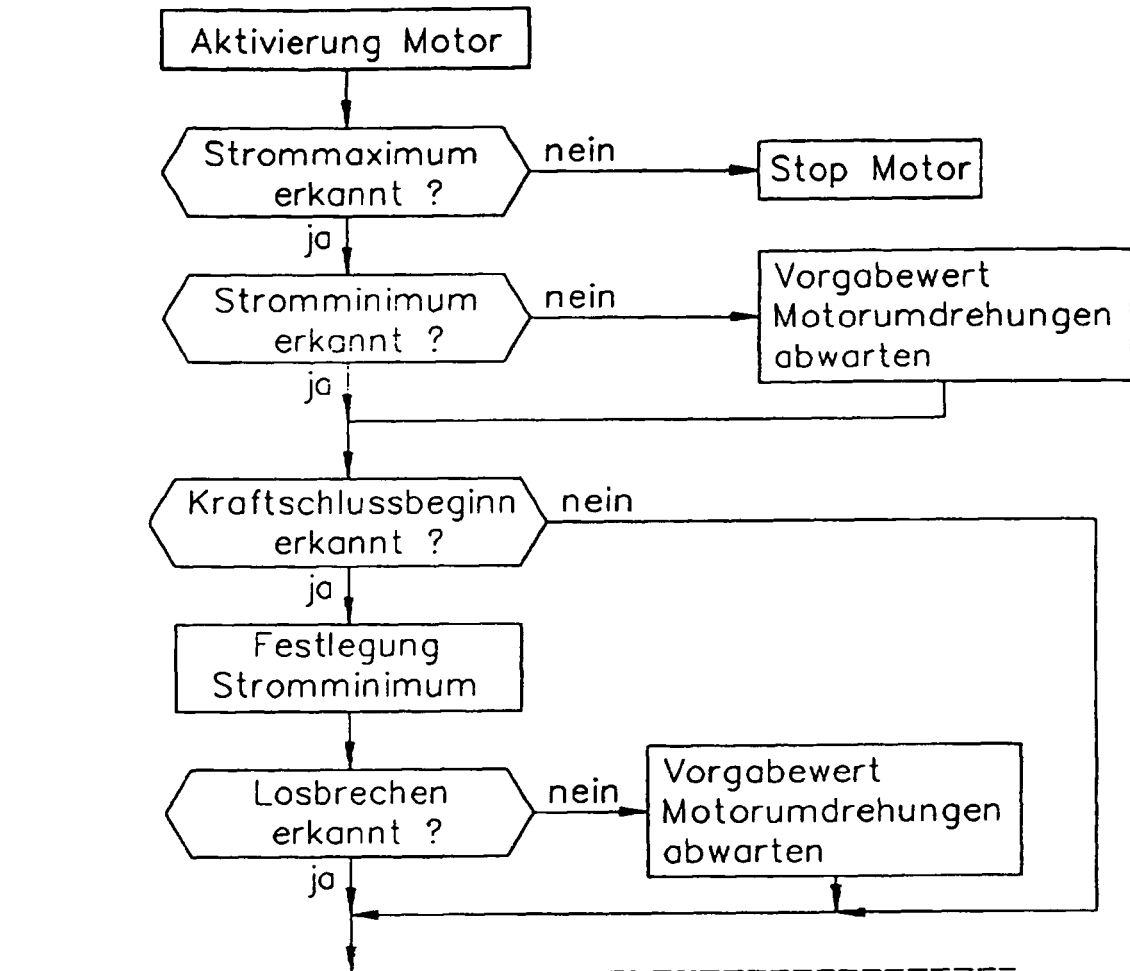 Aktivierung Motor
Strommaximum
erkannt ?
nein
Stop Motor
ja
Stromminimum
erkannt ?
nein
Vorgabewert
Motorumdrehungen
abwarten
ja
Kraftschlussbeginn
erkannt ?
nein
ja
Festlegung
Stromminimum
Losbrechen
erkannt ?
nein
Vorgabewert
Motorumdrehungen
abwarten
ja